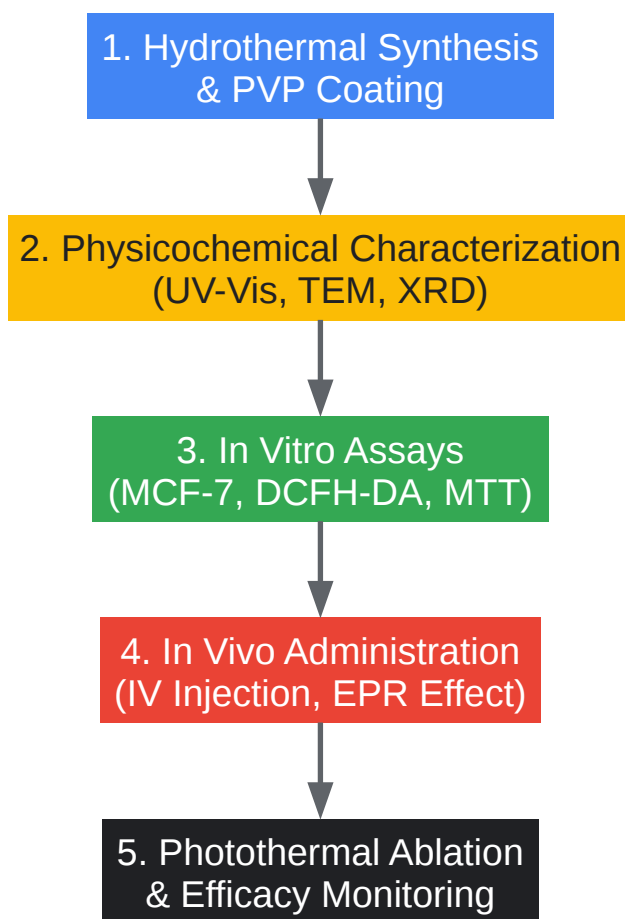 1. Hydrothermal Synthesis
& PVP Coating
2. Physicochemical Characterization
(UV-Vis, TEM, XRD)
3. In Vitro Assays
(MCF-7, DCFH-DA, MTT)
4. In Vivo Administration
(IV Injection, EPR Effect)
5. Photothermal Ablation
& Efficacy Monitoring